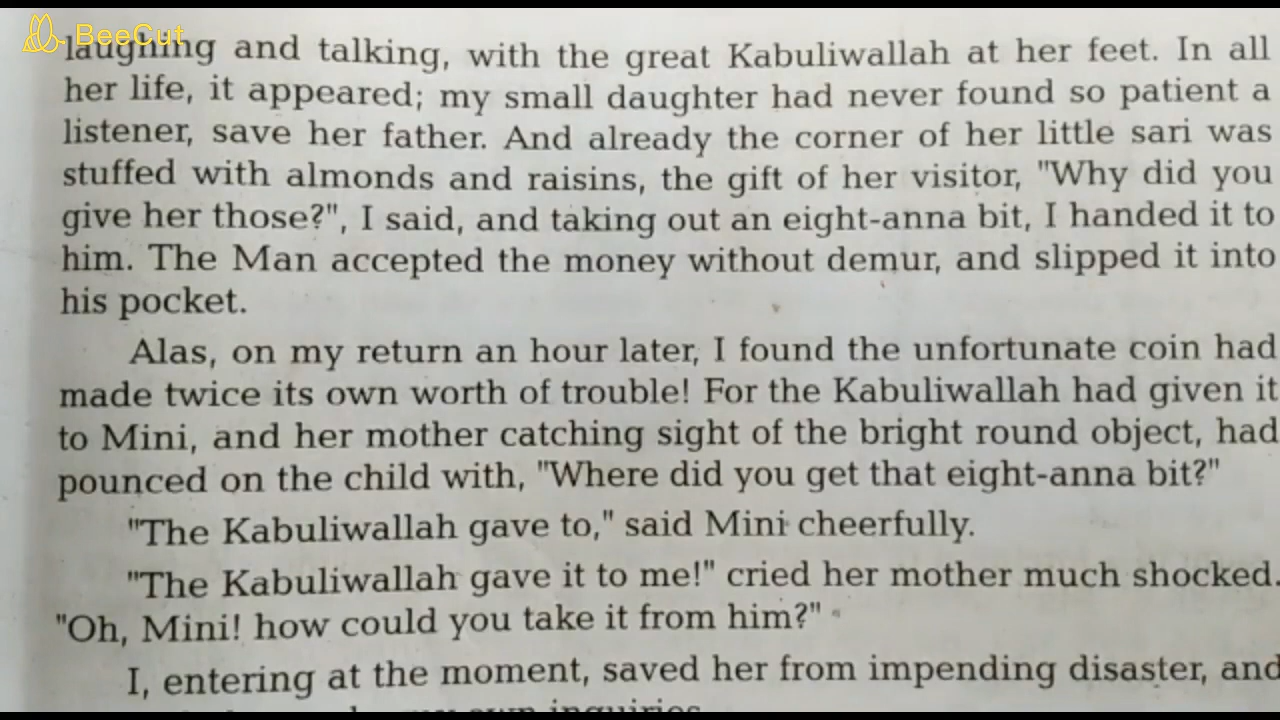 BeeCut
laughing and talking, with the great Kabuliwallah at her feet. In all
her life, it appeared; my small daughter had never found so patient a
listener, save her father. And already the corner of her little sari was
stuffed with almonds and raisins, the gift of her visitor, "Why did you
give her those?", I said, and taking out an eight-anna bit, I handed it to
him. The Man accepted the money without demur, and slipped it into
his pocket.
Alas, on my return an hour later, I found the unfortunate coin had
made twice its own worth of trouble! For the Kabuliwallah had given it
to Mini, and her mother catching sight of the bright round object, had
pounced on the child with, "Where did you get that eight-anna bit?"
"The Kabuliwallah gave to," said Mini cheerfully.
"The Kabuliwallah gave it to me!" cried her mother much shocked.
"Oh, Mini! how could you take it from him?"
I, entering at the moment, saved her from impending disaster, and
own inquiries.